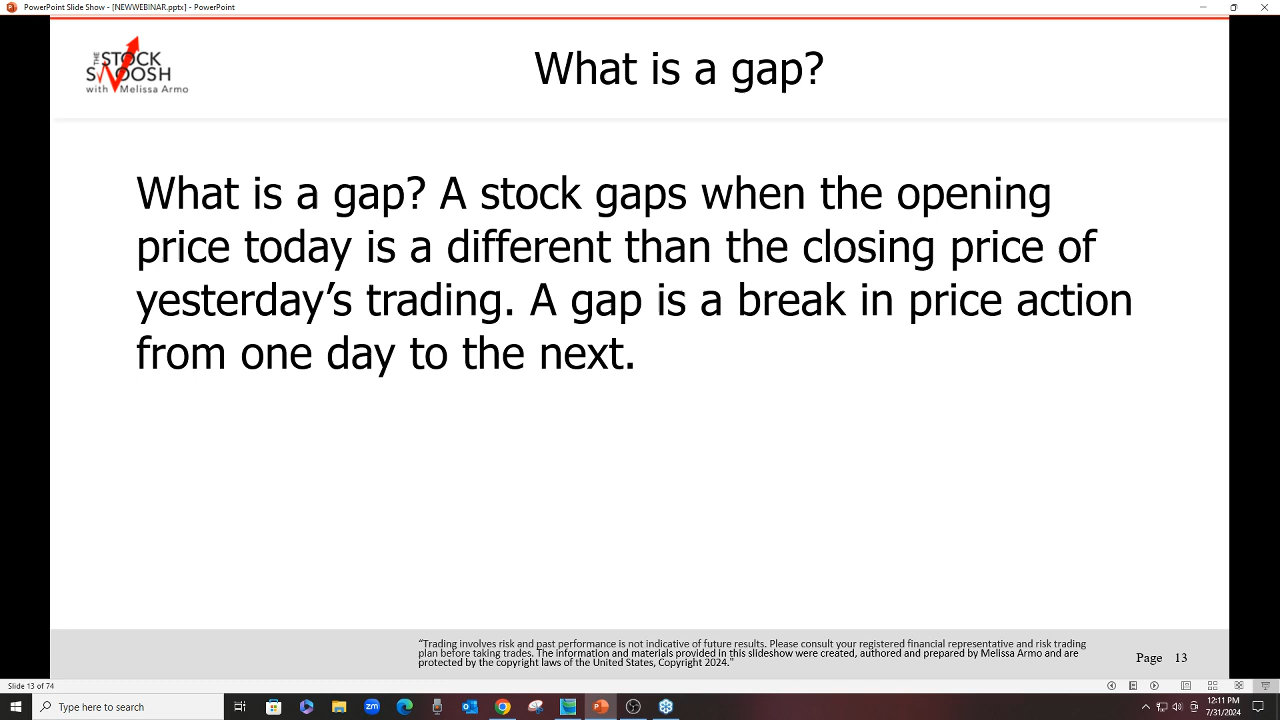 PowerPoint Slide Show - [NEWWEBINAR.pptx] - PowerPoint
THE
STOCK
SWOOSH
with Melissa Armo
What is a gap?
What is a gap? A stock gaps when the opening
price today is a different than the closing price of
yesterday’s trading. A gap is a break in price action
from one day to the next.
“Trading involves risk and past performance is not indicative of future results. Please consult your registered financial representative and risk trading
plan before taking trades. The information and materials provided in this slideshow were created, authored and prepared by Melissa Armo and are
protected by the copyright laws of the United States, Copyright 2024.”
Page 13
Slide 13 of 74
Type here to search
zm
12:11 PM
7/31/2024